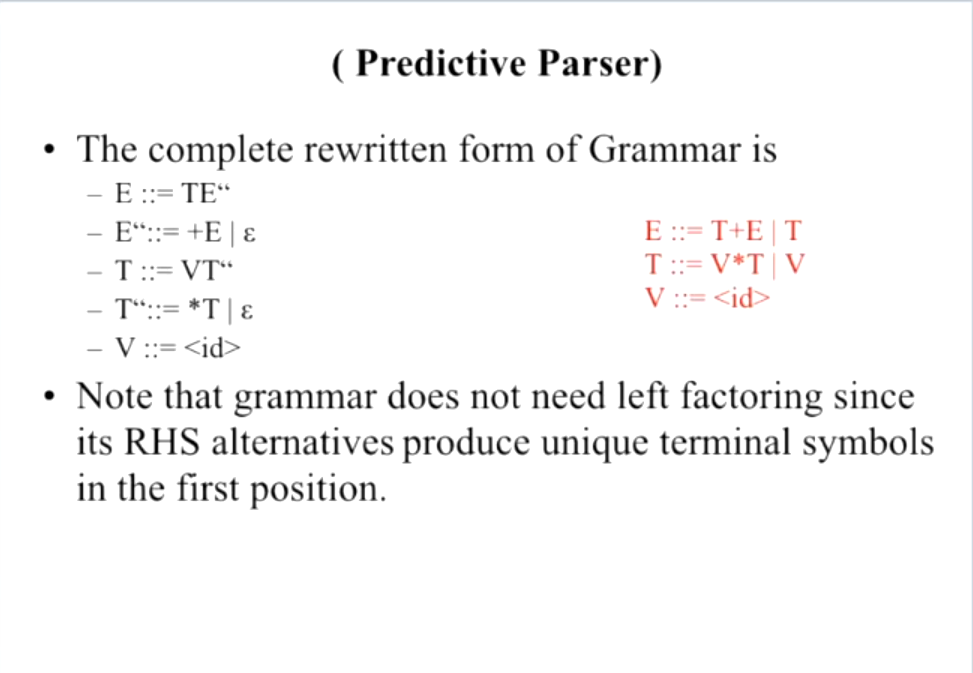 ( Predictive Parser)
• The complete rewritten form of Grammar is
– E ::= TE“
– E“::= +E | ε
– T ::= VT“
– T“::= *T | ε
– V ::= <id>
E ::= T+E | T
T ::= V*T | V
V ::= <id>
• Note that grammar does not need left factoring since
its RHS alternatives produce unique terminal symbols
in the first position.